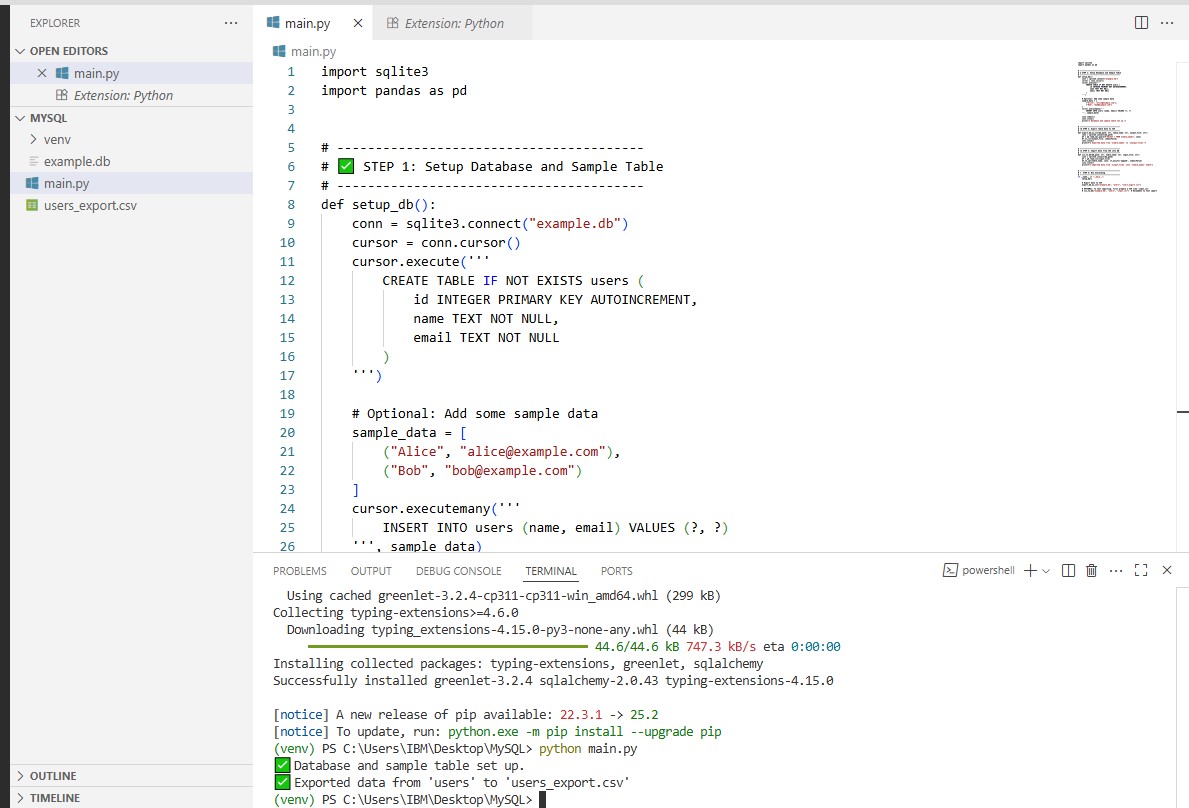 EXPLORER
OPEN EDITORS
main.py
Extension: Python
MYSQL
venv
example.db
main.py
users_export.csv
OUTLINE
TIMELINE
main.py
Extension: Python
main.py
1 import sqlite3
2 import pandas as pd
3
4
5 # ----------------------------------------
6 # ✅ STEP 1: Setup Database and Sample Table
7 # ----------------------------------------
8 def setup_db():
9     conn = sqlite3.connect("example.db")
10     cursor = conn.cursor()
11     cursor.execute('''
12         CREATE TABLE IF NOT EXISTS users (
13             id INTEGER PRIMARY KEY AUTOINCREMENT,
14             name TEXT NOT NULL,
15             email TEXT NOT NULL
16         )
17     ''')
18
19     # Optional: Add some sample data
20     sample_data = [
21         ("Alice", "alice@example.com"),
22         ("Bob", "bob@example.com")
23     ]
24     cursor.executemany('''
25         INSERT INTO users (name, email) VALUES (?, ?)
26     ''', sample_data)
PROBLEMS OUTPUT DEBUG CONSOLE TERMINAL PORTS
powershell
Using cached greenlet-3.2.4-cp311-cp311-win_amd64.whl (299 kB)
Collecting typing-extensions>=4.6.0
Downloading typing_extensions-4.15.0-py3-none-any.whl (44 kB)
44.6/44.6 kB 747.3 kB/s eta 0:00:00
Installing collected packages: typing-extensions, greenlet, sqlalchemy
Successfully installed greenlet-3.2.4 sqlalchemy-2.0.43 typing-extensions-4.15.0
[notice] A new release of pip available: 22.3.1 -> 25.2
[notice] To update, run: python.exe -m pip install --upgrade pip
(venv) PS C:\Users\IBM\Desktop\MySQL> python main.py
✅ Database and sample table set up.
✅ Exported data from 'users' to 'users_export.csv'
(venv) PS C:\Users\IBM\Desktop\MySQL>